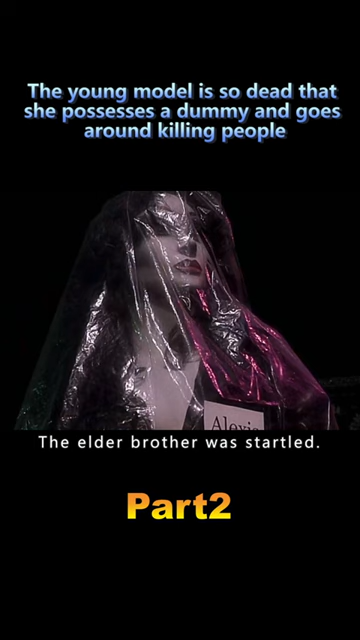 The young model is so dead that
she possesses a dummy and goes
around killing people
Alexis
The elder brother was startled.
Part2